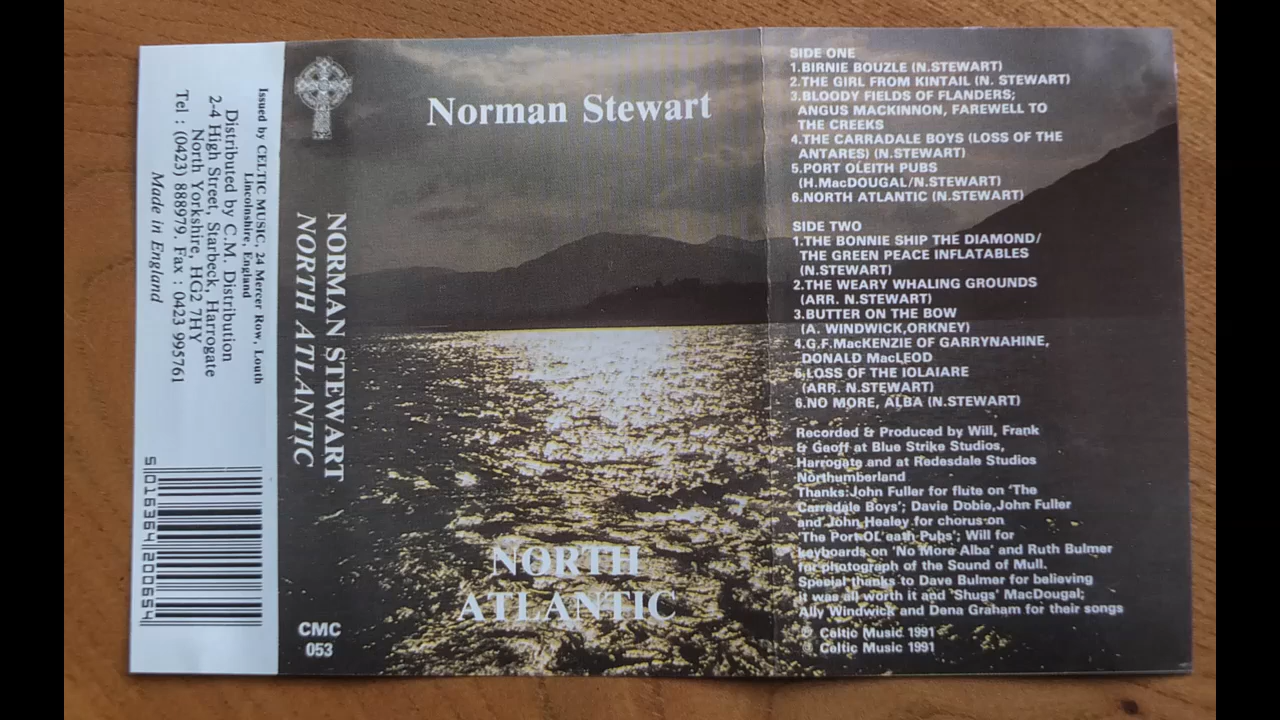 Issued by CELTIC MUSIC, 24 Mercer Row, Louth
Lincolnshire, England
Distributed by C.M. Distribution
2-4 High Street, Starbeck, Harrogate
North Yorkshire, HG2 7HY
Tel : (0423) 888979. Fax : 0423 995761
Made in England
5 016364 200654
NORMAN STEWART
NORTH ATLANTIC
CMC
053
Norman Stewart
NORTH
ATLANTIC
SIDE ONE
1.BIRNIE BOUZLE (N.STEWART)
2.THE GIRL FROM KINTAIL (N. STEWART)
3.BLOODY FIELDS OF FLANDERS;
ANGUS MACKINNON, FAREWELL TO
THE CREEKS
4.THE CARRADALE BOYS (LOSS OF THE
ANTARES) (N.STEWART)
5.PORT OLEITH PUBS
(H.MacDOUGAL/N.STEWART)
6.NORTH ATLANTIC (N.STEWART)
SIDE TWO
1.THE BONNIE SHIP THE DIAMOND/
THE GREEN PEACE INFLATABLES
(N.STEWART)
2.THE WEARY WHALING GROUNDS
(ARR. N.STEWART)
3.BUTTER ON THE BOW
(A. WINDWICK,ORKNEY)
4.G.F.MacKENZIE OF GARRYNAHINE,
DONALD MacLEOD
5.LOSS OF THE IOLAIARE
(ARR. N.STEWART)
6.NO MORE, ALBA (N.STEWART)
Recorded & Produced by Will, Frank
& Geoff at Blue Strike Studios,
Harrogate and at Redesdale Studios
Northumberland
Thanks:John Fuller for flute on 'The
Carradale Boys'; Davie Dobie,John Fuller
and John Healey for chorus on
'The Port OL' eath Pubs'; Will for
keyboards on 'No More Alba' and Ruth Bulmer
for photograph of the Sound of Mull.
Special thanks to Dave Bulmer for believing
it was all worth it and 'Shugs' MacDougal;
Ally Windwick and Dena Graham for their songs
℗ Celtic Music 1991
© Celtic Music 1991